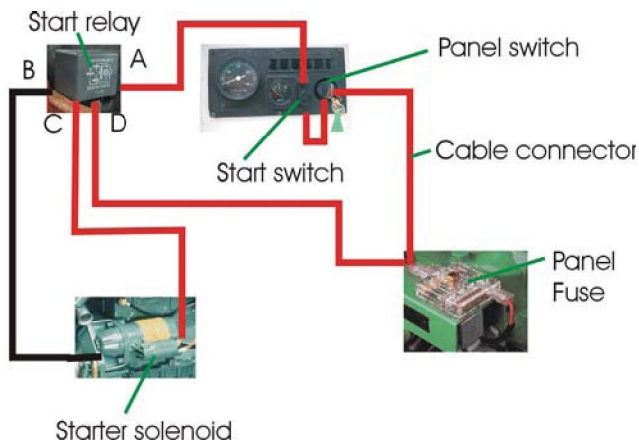 Start relay
A
B
C
D
Panel switch
Start switch
Cable connector
Panel
Fuse
Starter solenoid